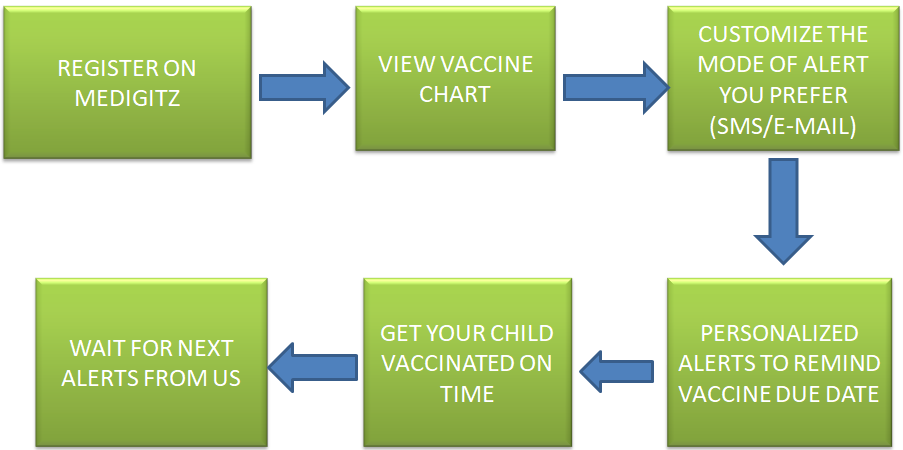 REGISTER ON
MEDIGITZ
VIEW VACCINE
CHART
CUSTOMIZE THE
MODE OF ALERT
YOU PREFER
(SMS/E-MAIL)
PERSONALIZED
ALERTS TO REMIND
VACCINE DUE DATE
GET YOUR CHILD
VACCINATED ON
TIME
WAIT FOR NEXT
ALERTS FROM US